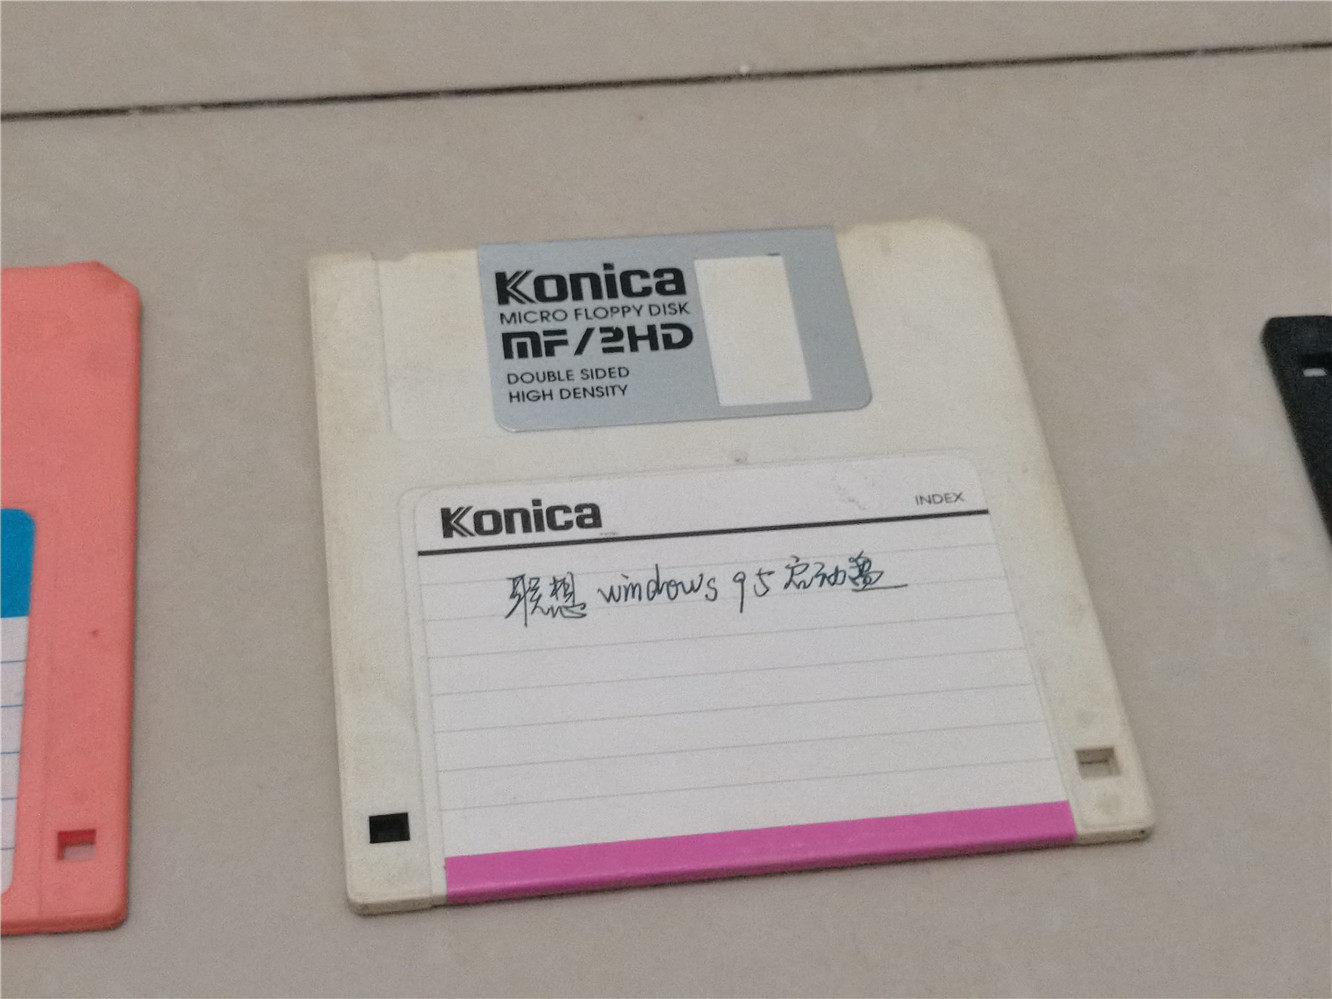 Konica
MICRO FLOPPY DISK
MF/2HD
DOUBLE SIDED
HIGH DENSITY
Konica
INDEX
联想 windows 95 启动盘